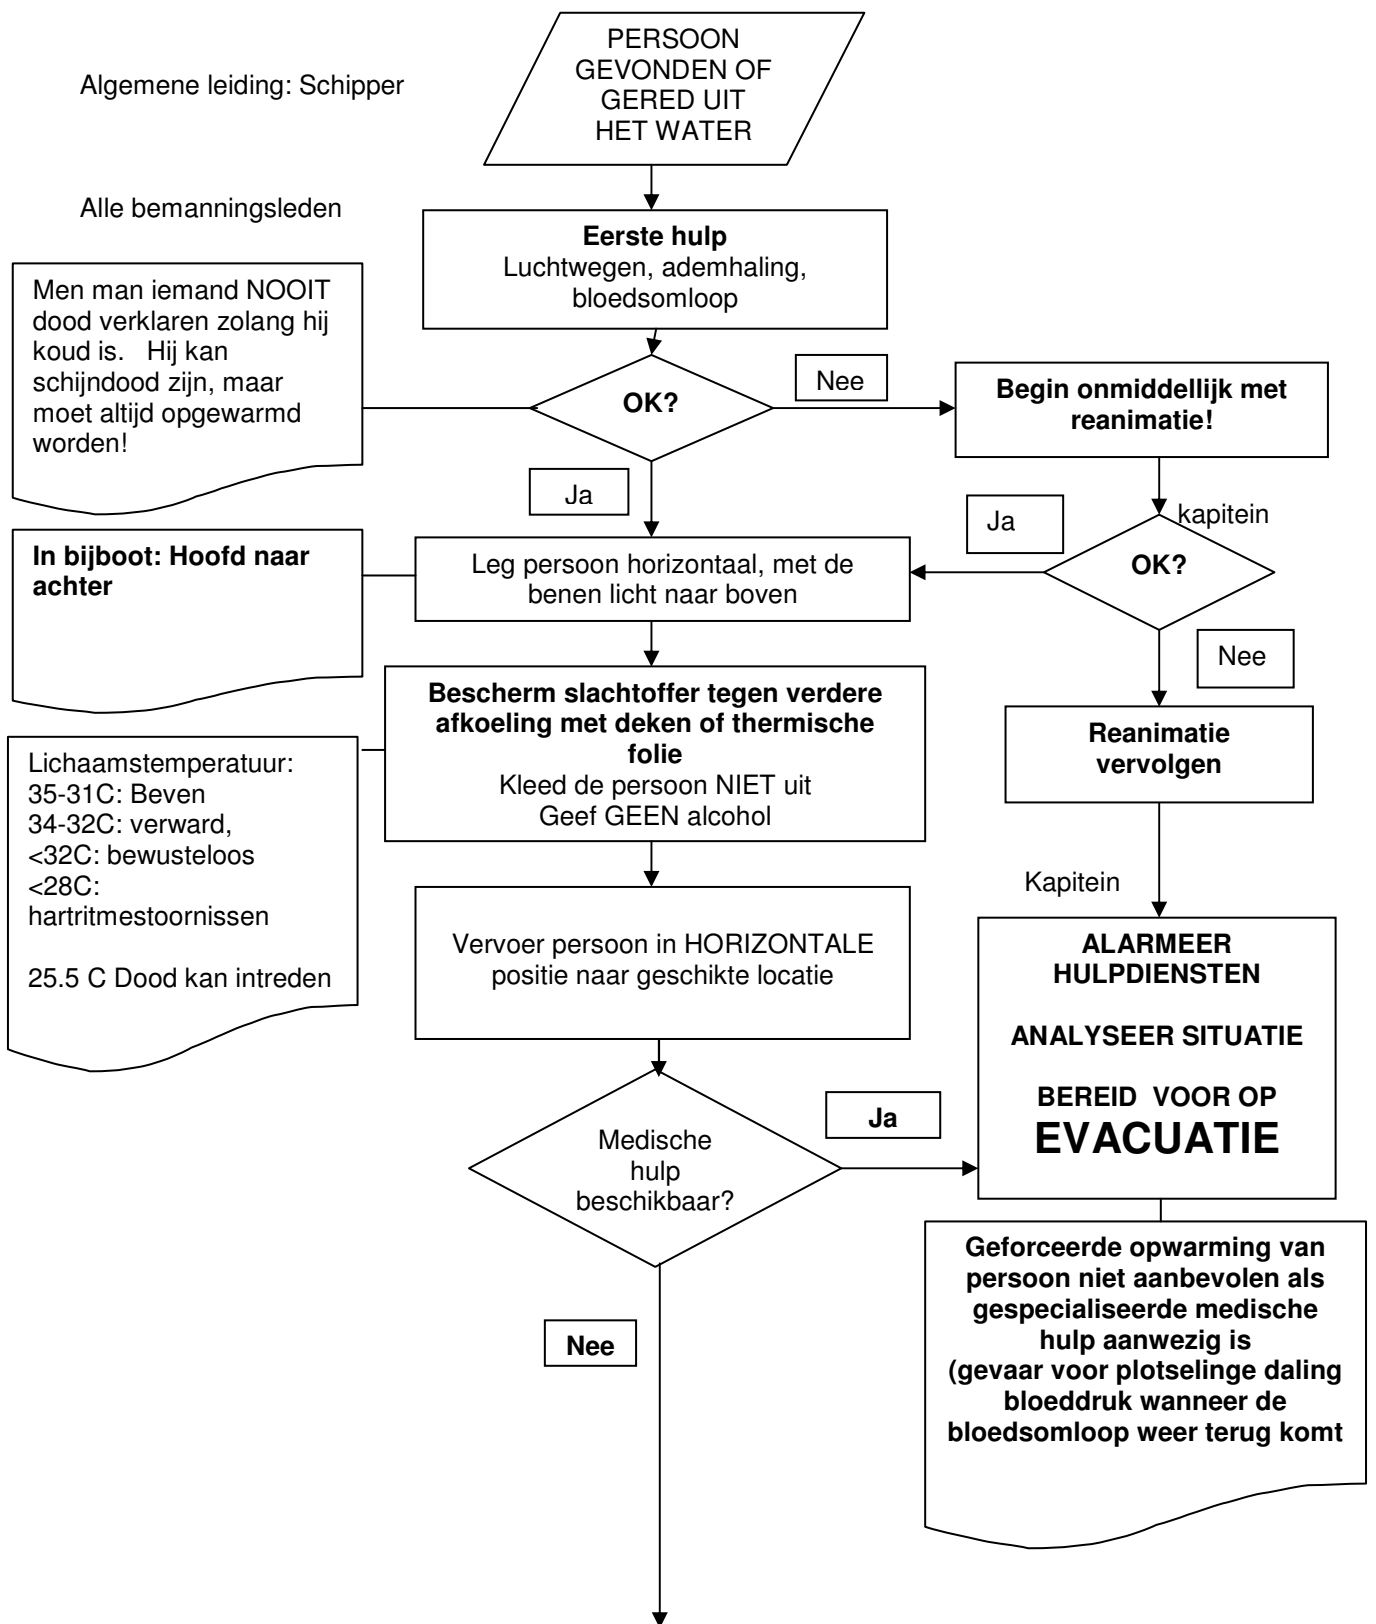 PERSOON
GEVONDEN OF
GERED UIT
HET WATER
Algemene leiding: Schipper
Alle bemanningsleden
Eerste hulp
Luchtwegen, ademhaling,
bloedsomloop
Men man iemand NOOIT
dood verklaren zolang hij
koud is. Hij kan
schijndood zijn, maar
moet altijd opgewarmd
worden!
OK?
Nee
Begin onmiddellijk met
reanimatie!
Ja
kapitein
Ja
OK?
In bijboot: Hoofd naar
achter
Leg persoon horizontaal, met de
benen licht naar boven
Nee
Bescherm slachtoffer tegen verdere
afkoeling met deken of thermische
folie
Kleed de persoon NIET uit
Geef GEEN alcohol
Reanimatie
vervolgen
Lichaamstemperatuur:
35-31C: Beven
34-32C: verward,
<32C: bewusteloos
<28C:
hartritmestoornissen
25.5 C Dood kan intreden
Kapitein
Vervoer persoon in HORIZONTALE
positie naar geschikte locatie
ALARMEER
HULPDIENSTEN
ANALYSEER SITUATIE
BEREID VOOR OP
EVACUATIE
Medische
hulp
beschikbaar?
Ja
Nee
Geforceerde opwarming van
persoon niet aanbevolen als
gespecialiseerde medische
hulp aanwezig is
(gevaar voor plotselinge daling
bloeddruk wanneer de
bloedsomloop weer terug komt